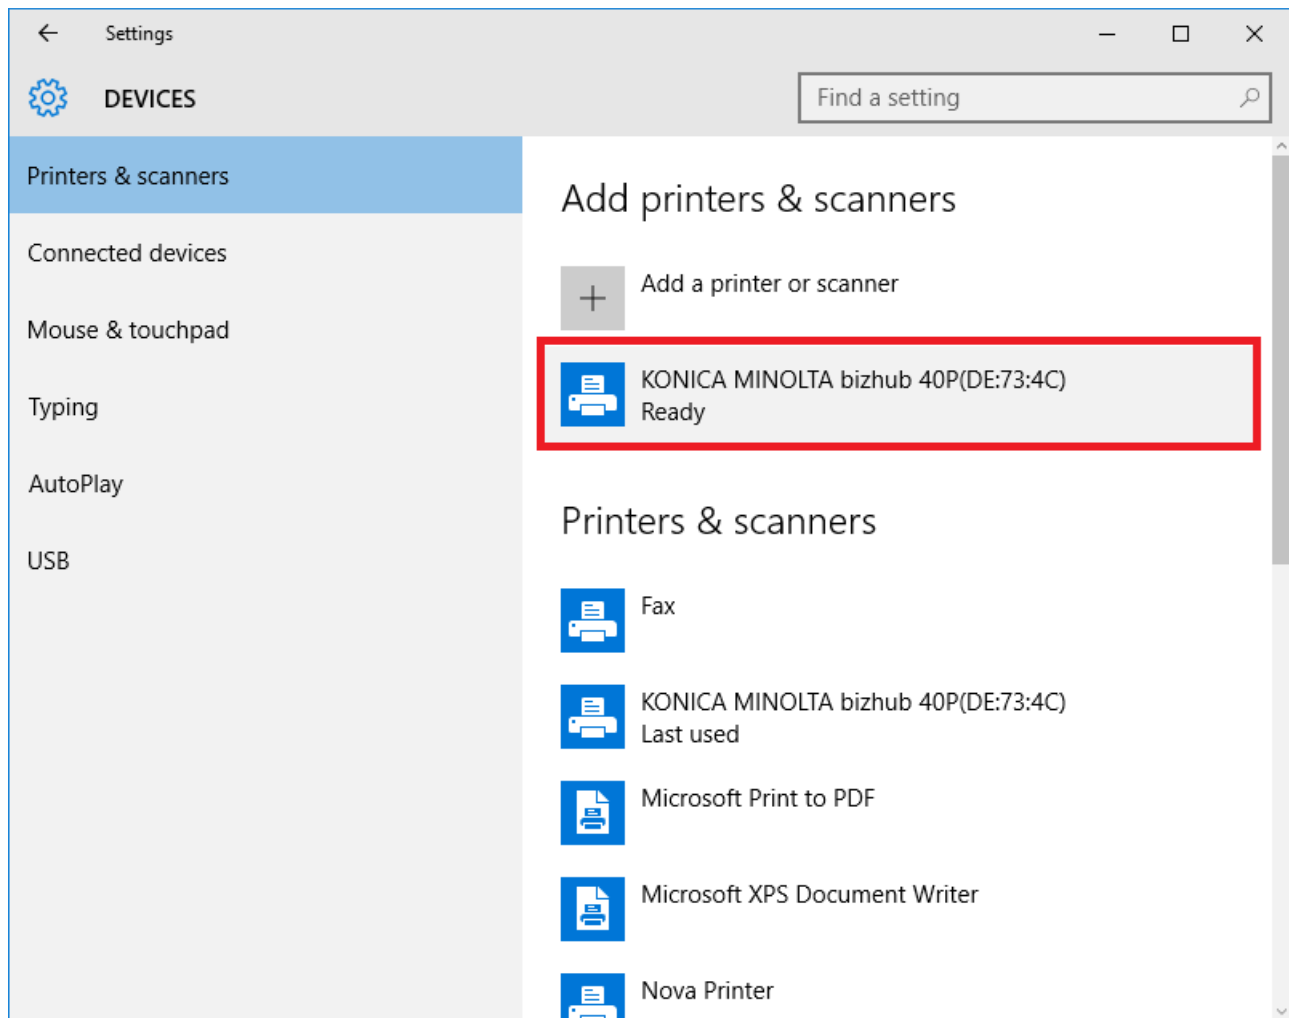 Settings
DEVICES
Find a setting
Printers & scanners
Connected devices
Mouse & touchpad
Typing
AutoPlay
USB
Add printers & scanners
Add a printer or scanner
KONICA MINOLTA bizhub 40P(DE:73:4C)
Ready
Printers & scanners
Fax
KONICA MINOLTA bizhub 40P(DE:73:4C)
Last used
Microsoft Print to PDF
Microsoft XPS Document Writer
Nova Printer